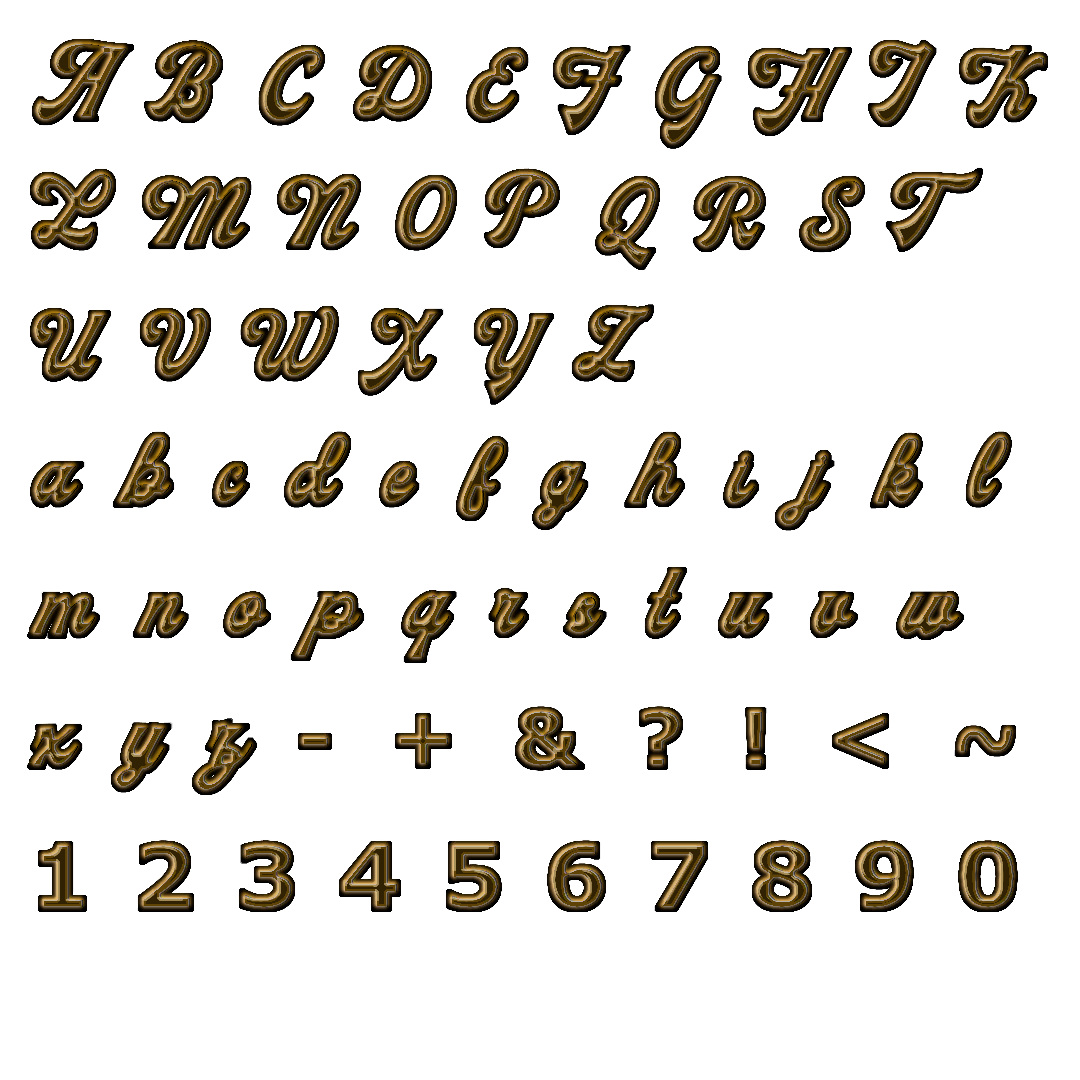 A B C D E F G H I K
L M N O P Q R S T
U V W X Y Z
a b c d e f g h i j k l
m n o p q r s t u v w
x y z - + & ? ! < ~
1 2 3 4 5 6 7 8 9 0